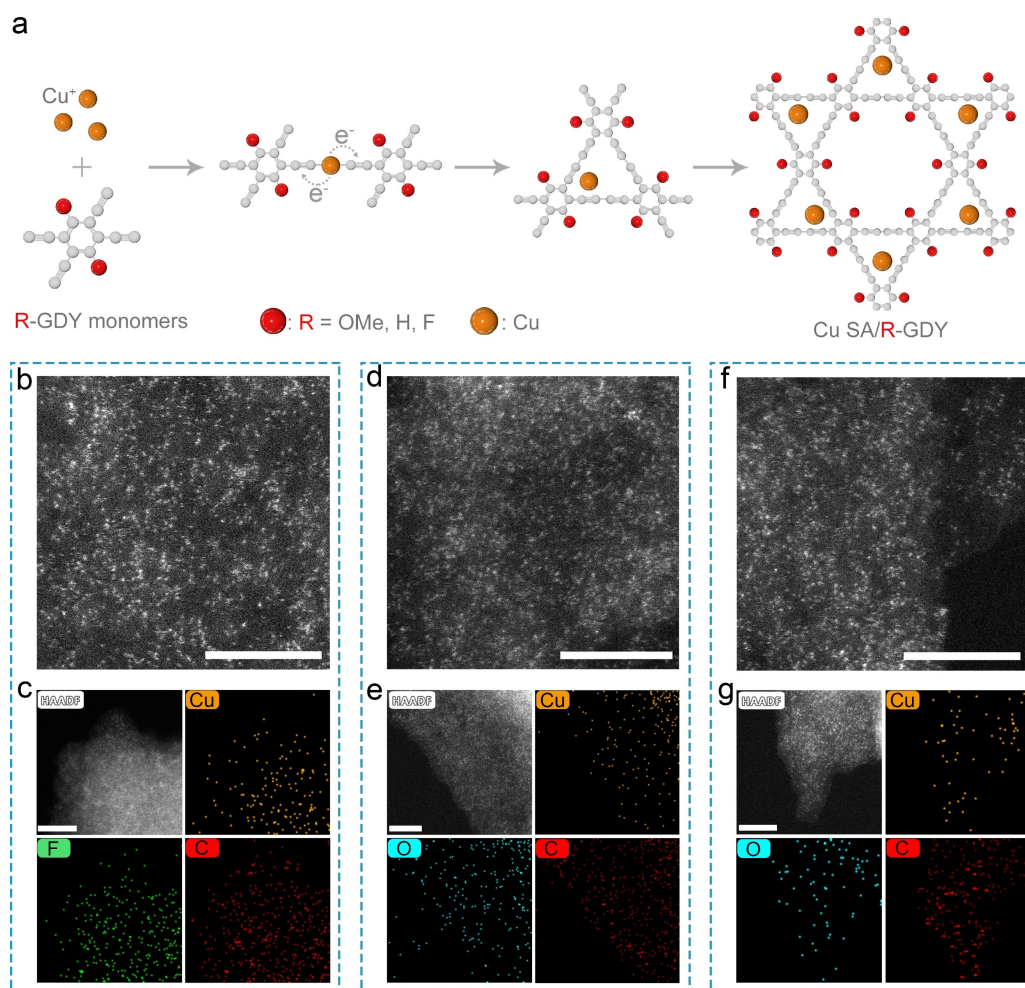 a
Cu⁺
+
e⁻
e⁻
R-GDY monomers
: R = OMe, H, F
: Cu
Cu SA/R-GDY
b
d
f
c
HAADF
Cu
F
C
e
HAADF
Cu
O
C
g
HAADF
Cu
O
C